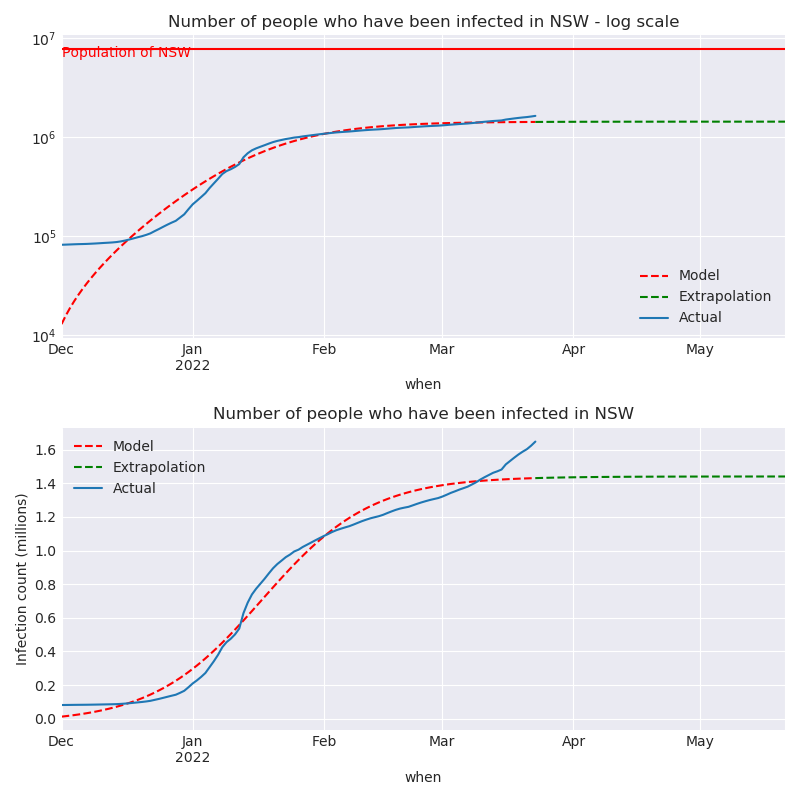 Number of people who have been infected in NSW - log scale
10⁷
Population of NSW
10⁶
10⁵
10⁴
Model
Extrapolation
Actual
Dec Jan Feb Mar Apr May
2022
when
Number of people who have been infected in NSW
Infection count (millions)
1.6
1.4
1.2
1.0
0.8
0.6
0.4
0.2
0.0
Model
Extrapolation
Actual
Dec Jan Feb Mar Apr May
2022
when